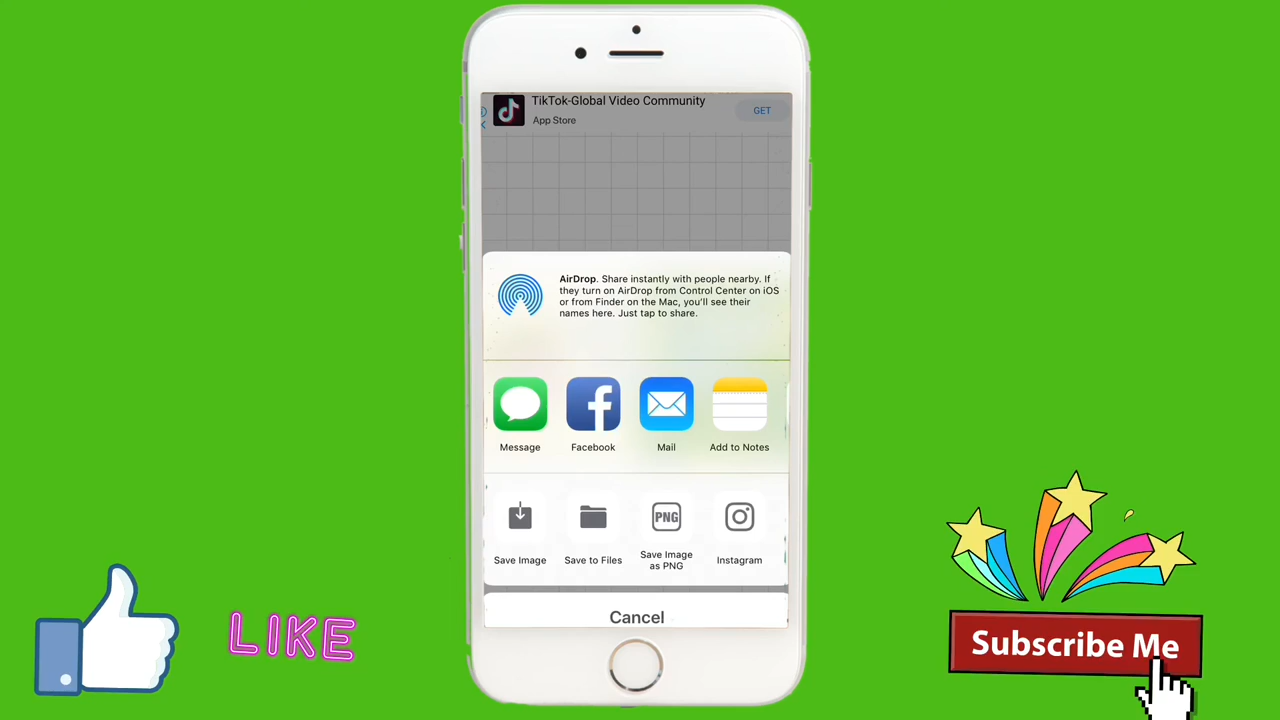 TikTok-Global Video Community
App Store
GET
AirDrop. Share instantly with people nearby. If
they turn on AirDrop from Control Center on iOS
or from Finder on the Mac, you'll see their
names here. Just tap to share.
Message
Facebook
Mail
Add to Notes
PNG
Save Image
Save to Files
Save Image
as PNG
Instagram
Cancel
LIKE
Subscribe Me